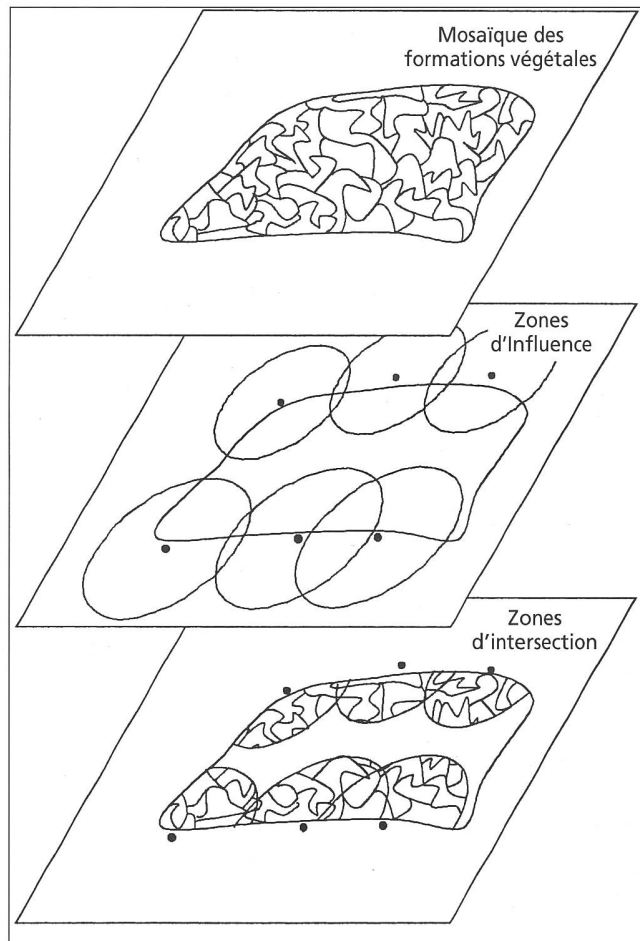 Mosaïque des
formations végétales
Zones
d'Influence
Zones
d'intersection